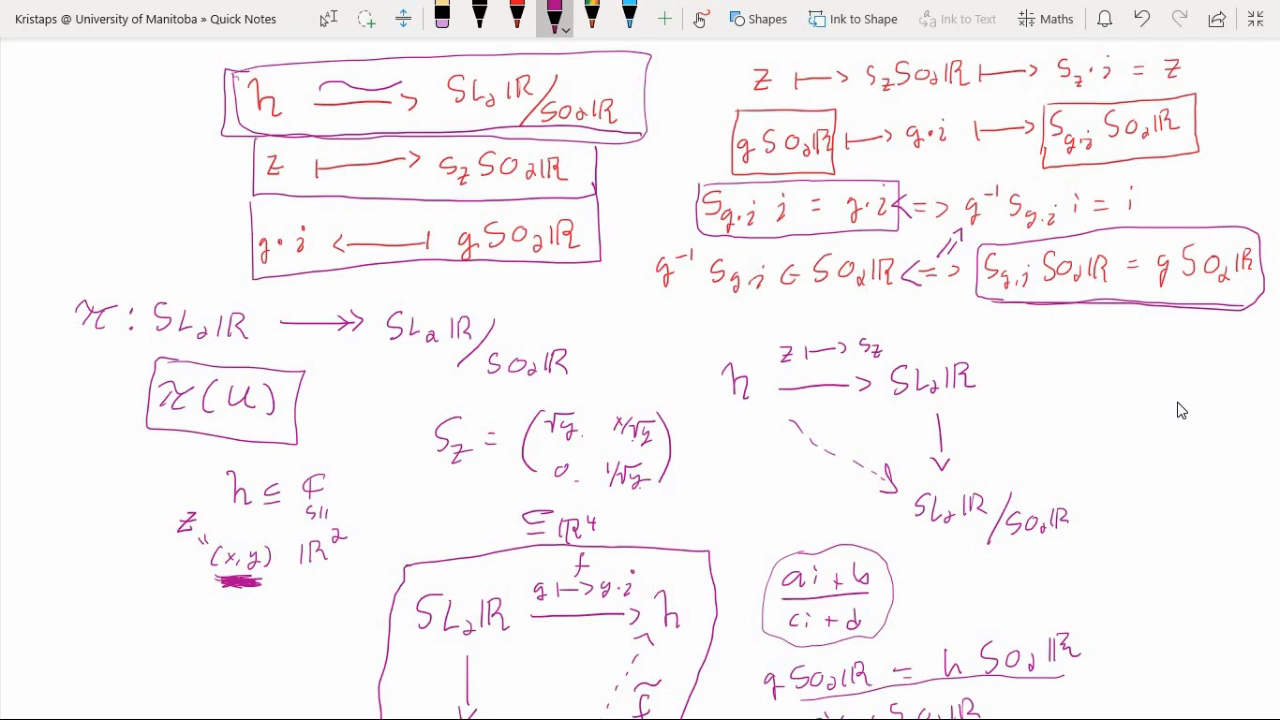 Kristaps @ University of Manitoba » Quick Notes
Shapes
Ink to Shape
Ink to Text
Maths
h ⟶ SL₂ℝ/SO₂ℝ
z ⟼ s_z SO₂ℝ
g·i ⟻ g SO₂ℝ
z ⟼ s_z SO₂ℝ ⟼ s_z·i = z
g SO₂ℝ ⟼ g·i ⟼ S_{g·i} SO₂ℝ
S_{g·i} i = g·i <=> g⁻¹ S_{g·i} i = i
g⁻¹ S_{g·i} ∈ SO₂ℝ <=> S_{g·i} SO₂ℝ = g SO₂ℝ
π : SL₂ℝ ↠ SL₂ℝ/SO₂ℝ
π(U)
h ⊆ ℂ
z
(x,y) ℝ²
S_z = (√y x/√y
0 1/√y)
⊆ ℝ⁴
z ⟼ s_z
h ⟶ SL₂ℝ
SL₂ℝ/SO₂ℝ
f
g ⟼ g·i
SL₂ℝ ⟶ h
f̃
ai + b
ci + d
g SO₂ℝ = h SO₂ℝ